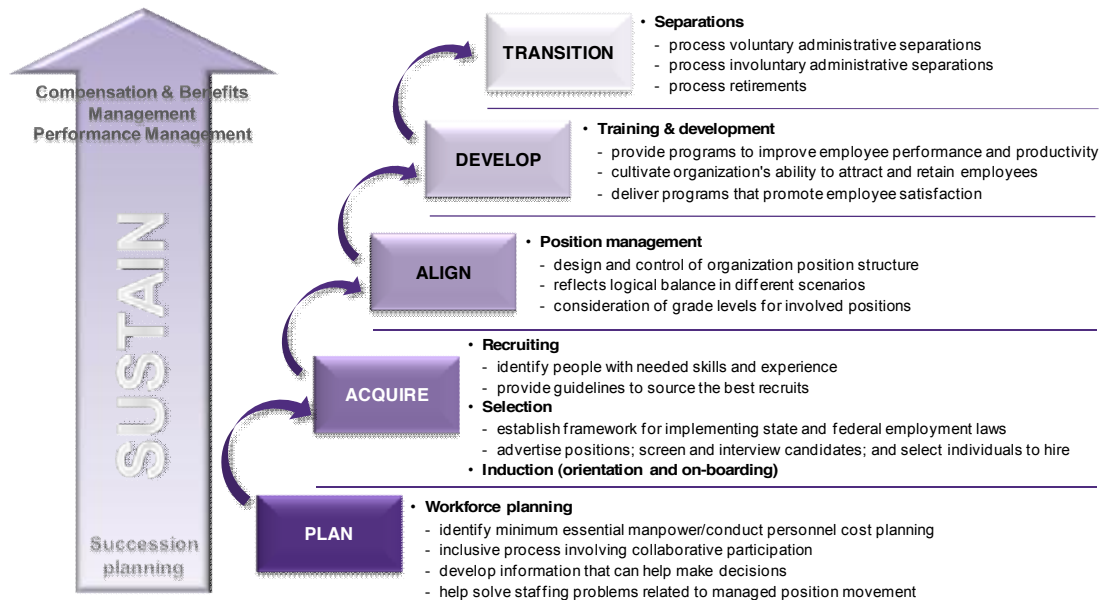 Compensation & Benefits
Management
Performance Management
SUSTAIN
Succession
planning
TRANSITION
• Separations
- process voluntary administrative separations
- process involuntary administrative separations
- process retirements
DEVELOP
• Training & development
- provide programs to improve employee performance and productivity
- cultivate organization's ability to attract and retain employees
- deliver programs that promote employee satisfaction
ALIGN
• Position management
- design and control of organization position structure
- reflects logical balance in different scenarios
- consideration of grade levels for involved positions
ACQUIRE
• Recruiting
- identify people with needed skills and experience
- provide guidelines to source the best recruits
• Selection
- establish framework for implementing state and federal employment laws
- advertise positions; screen and interview candidates; and select individuals to hire
• Induction (orientation and on-boarding)
PLAN
• Workforce planning
- identify minimum essential manpower/conduct personnel cost planning
- inclusive process involving collaborative participation
- develop information that can help make decisions
- help solve staffing problems related to managed position movement